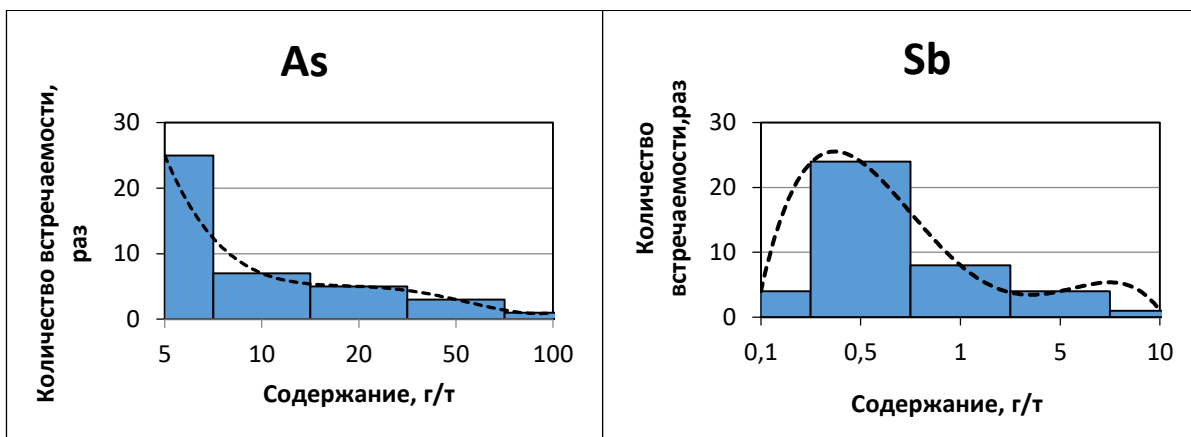 As
Количество встречаемости,
раз
30
20
10
0
5 10 20 50 100
Содержание, г/т
Sb
Количество
встречаемости,раз
30
20
10
0
0,1 0,5 1 5 10
Содержание, г/т